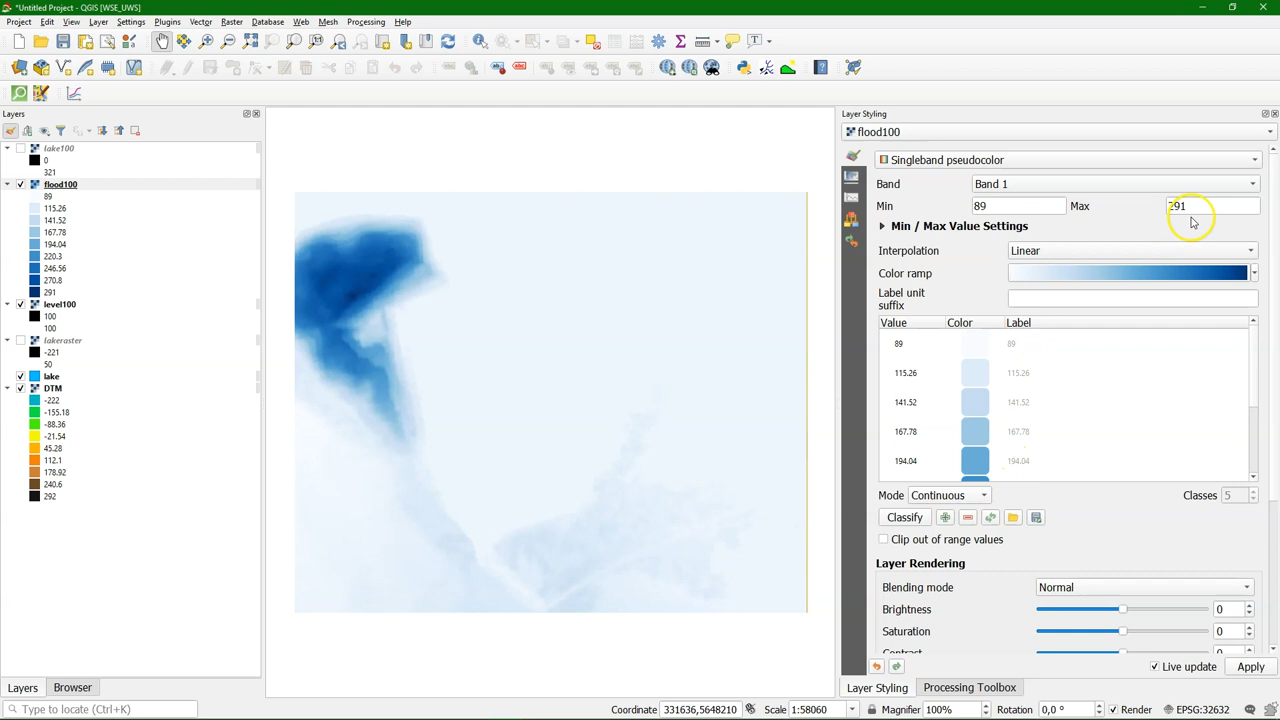 *Untitled Project - QGIS [WSE_UWS]
Project Edit View Layer Settings Plugins Vector Raster Database Web Mesh Processing Help
Layers
lake100
0
321
flood100
89
115.26
141.52
167.78
194.04
220.3
246.56
270.8
291
level100
100
100
lakeraster
-221
50
lake
DTM
-222
-155.18
-88.36
-21.54
45.28
112.1
178.92
240.6
292
Layer Styling
flood100
Singleband pseudocolor
Band Band 1
Min 89 Max 291
Min / Max Value Settings
Interpolation Linear
Color ramp
Label unit
suffix
Value Color Label
89 89
115.26 115.26
141.52 141.52
167.78 167.78
194.04 194.04
Mode Continuous Classes 5
Classify
Clip out of range values
Layer Rendering
Blending mode Normal
Brightness 0
Saturation 0
Contrast
Live update Apply
Layers Browser
Layer Styling Processing Toolbox
Type to locate (Ctrl+K) Coordinate 331636,5648210 Scale 1:58060 Magnifier 100% Rotation 0,0 ° Render EPSG:32632